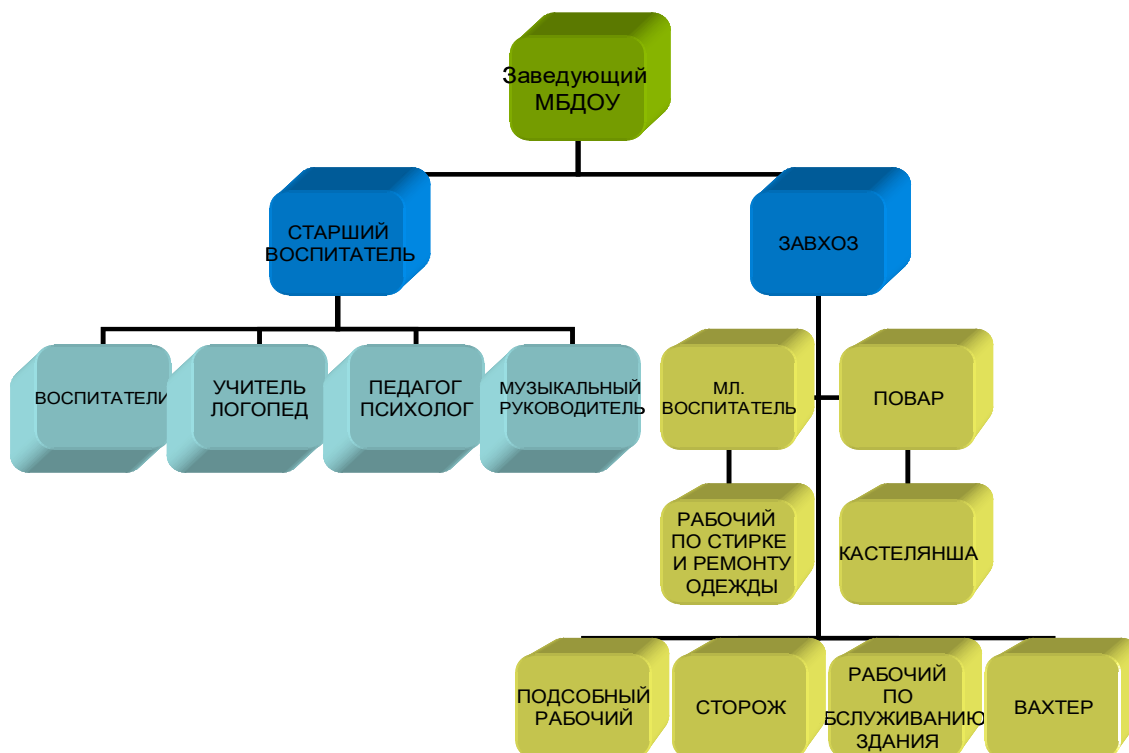 Заведующий
МБДОУ
СТАРШИЙ
ВОСПИТАТЕЛЬ
ЗАВХОЗ
ВОСПИТАТЕЛИ
УЧИТЕЛЬ
ЛОГОПЕД
ПЕДАГОГ
ПСИХОЛОГ
МУЗЫКАЛЬНЫЙ
РУКОВОДИТЕЛЬ
МЛ.
ВОСПИТАТЕЛЬ
ПОВАР
РАБОЧИЙ
ПО СТИРКЕ
И РЕМОНТУ
ОДЕЖДЫ
КАСТЕЛЯНША
ПОДСОБНЫЙ
РАБОЧИЙ
СТОРОЖ
РАБОЧИЙ
ПО
БСЛУЖИВАНИЮ
ЗДАНИЯ
ВАХТЕР